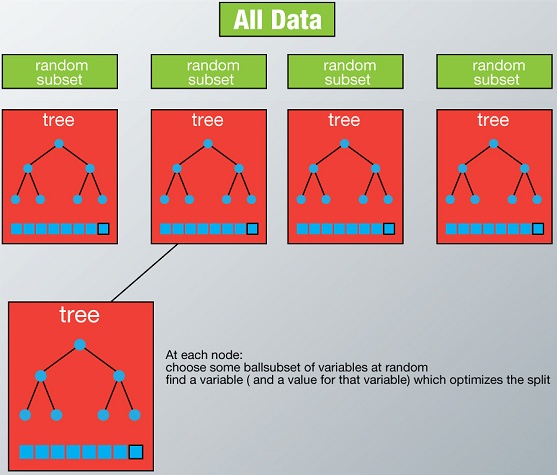 All Data
random
subset
random
subset
random
subset
random
subset
tree
tree
tree
tree
tree
At each node:
choose some ballsubset of variables at random
find a variable ( and a value for that variable) which optimizes the split